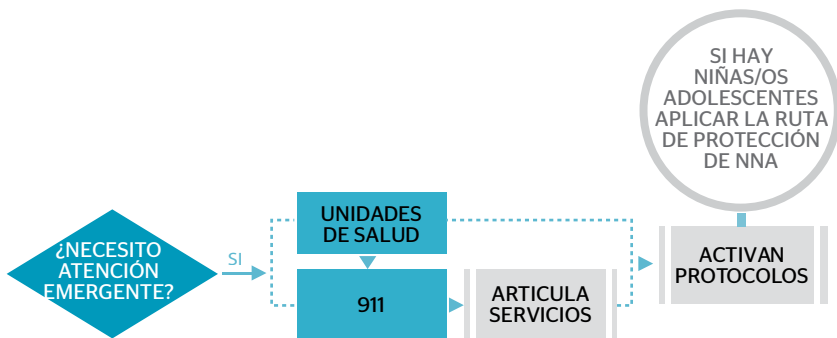 SI HAY
NIÑAS/OS
ADOLESCENTES
APLICAR LA RUTA
DE PROTECCIÓN
DE NNA
¿NECESITO
ATENCIÓN
EMERGENTE?
SI
UNIDADES
DE SALUD
911
ARTICULA
SERVICIOS
ACTIVAN
PROTOCOLOS